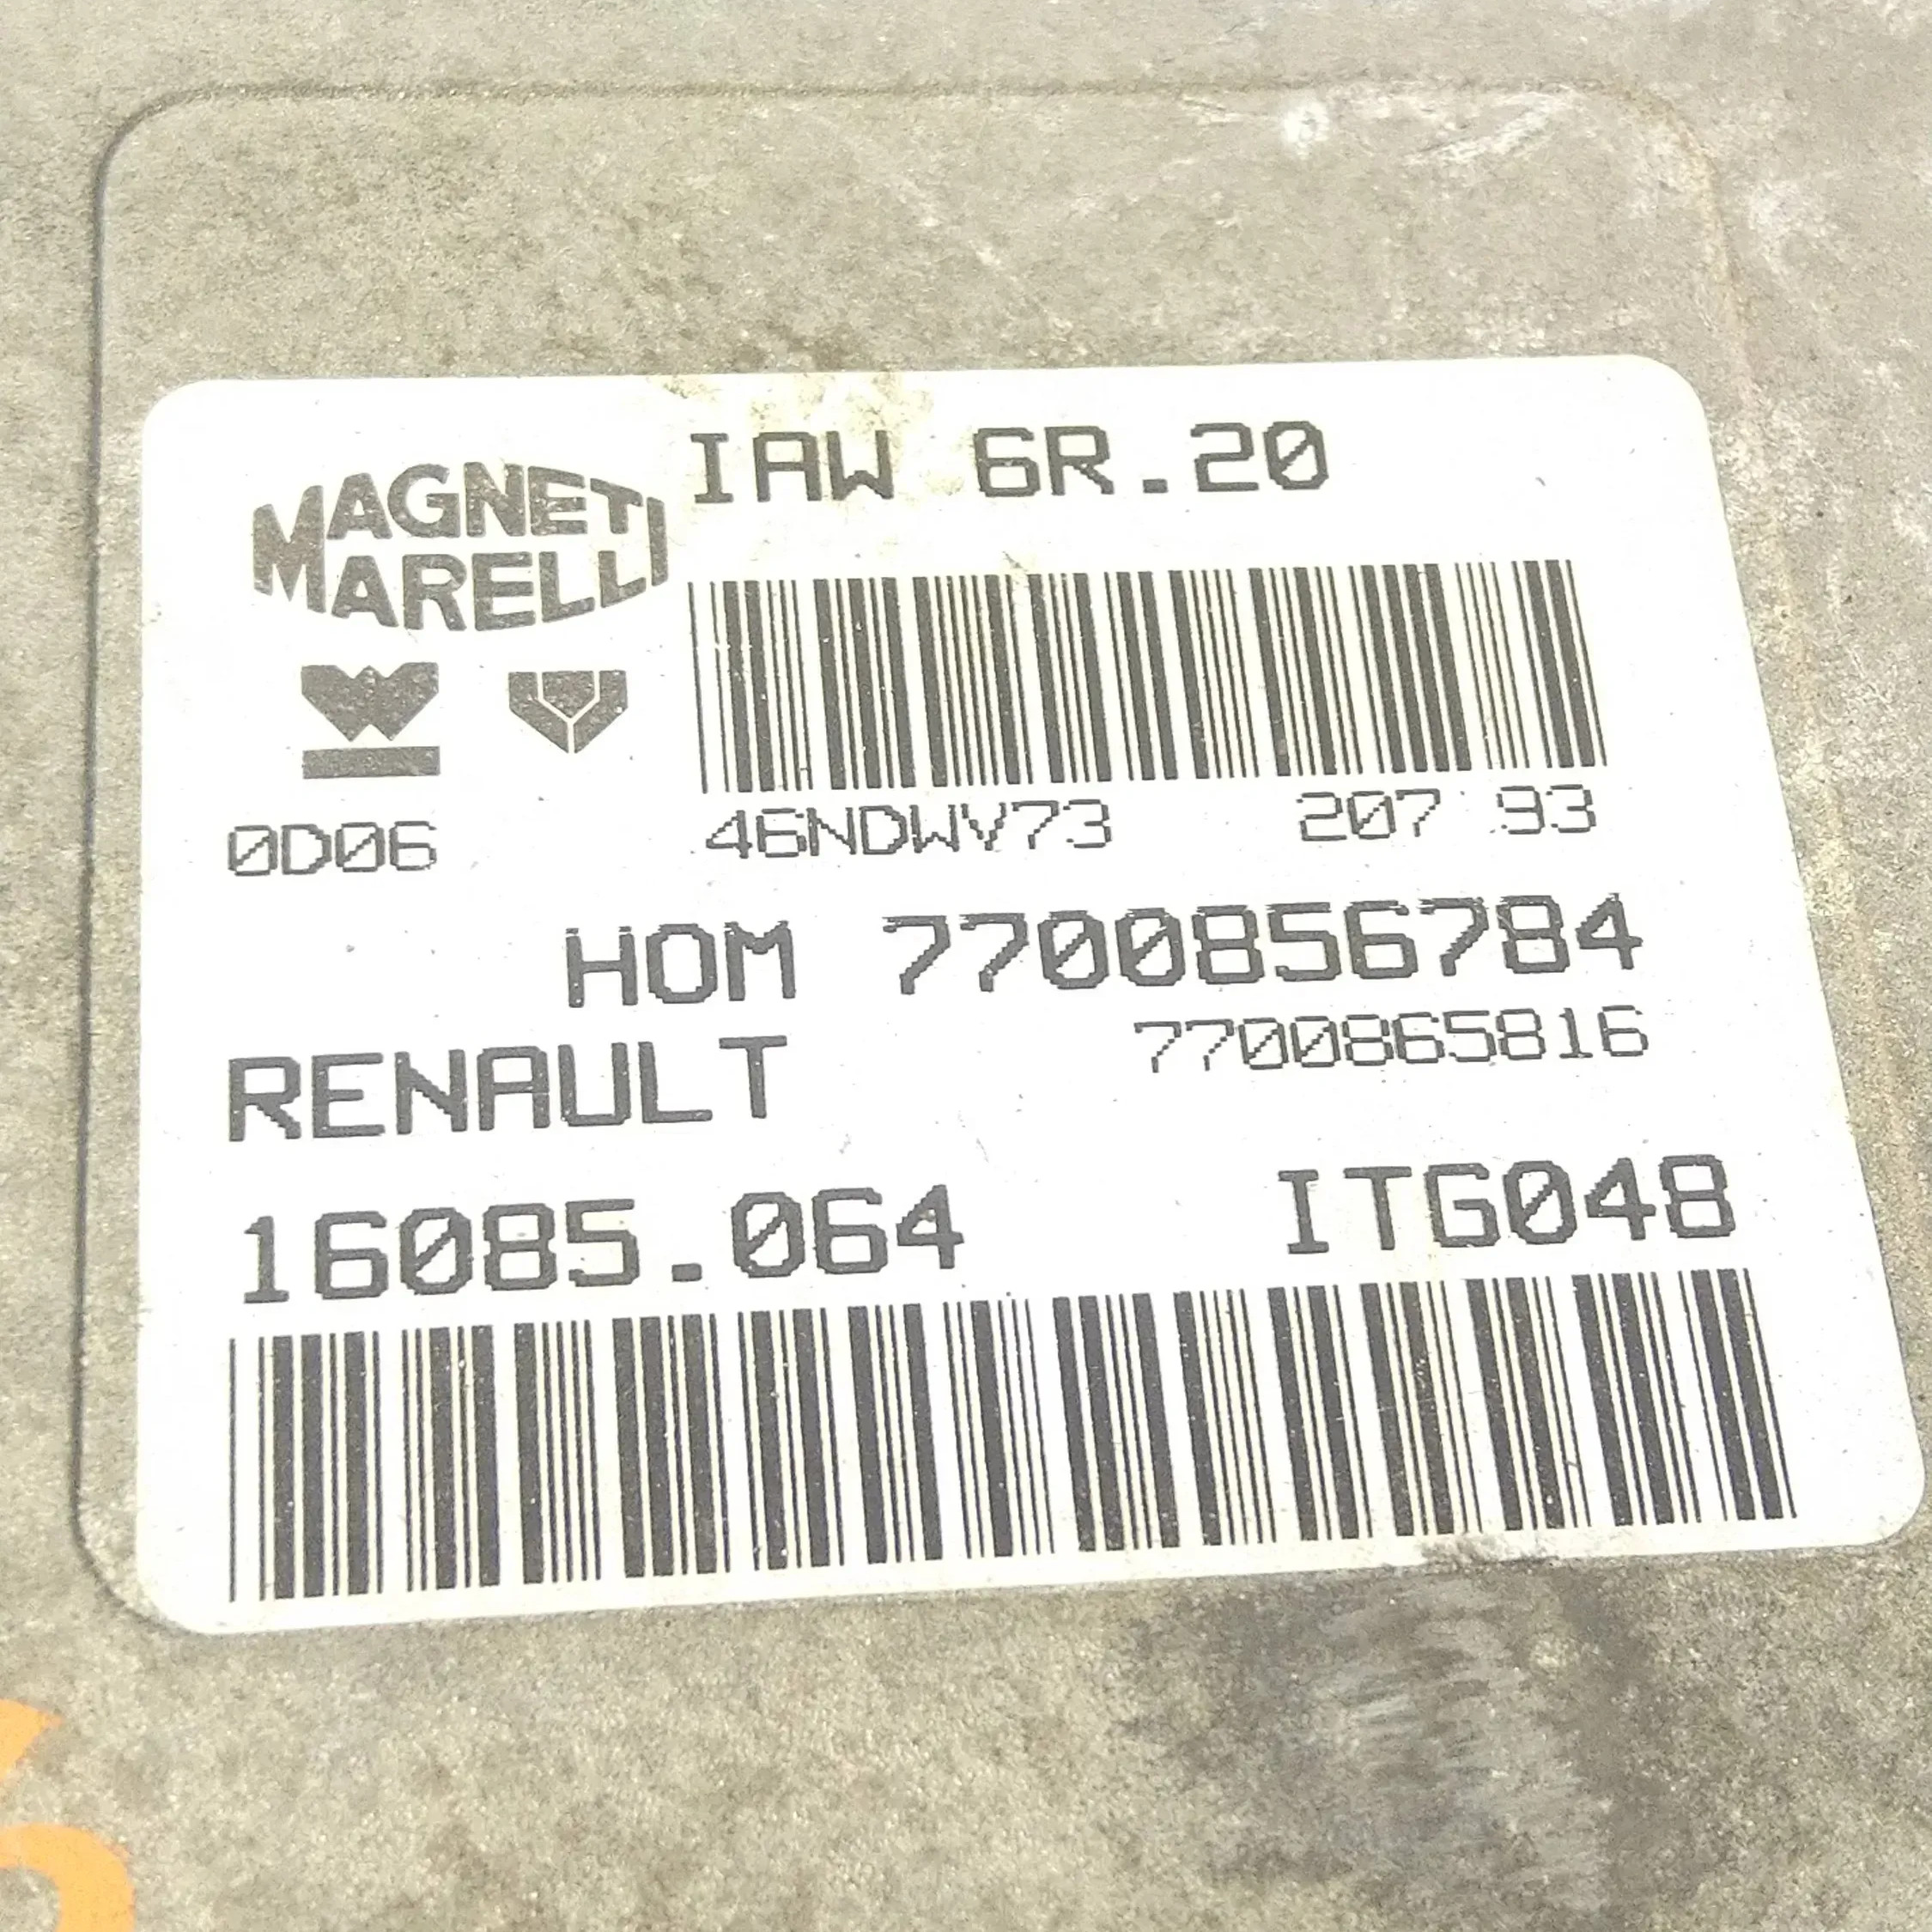 IAW 6R.20
MAGNETI
MARELLI
0D06 46NDWV73 207 93
HOM 7700856784
7700865816
RENAULT
16085.064 ITG048